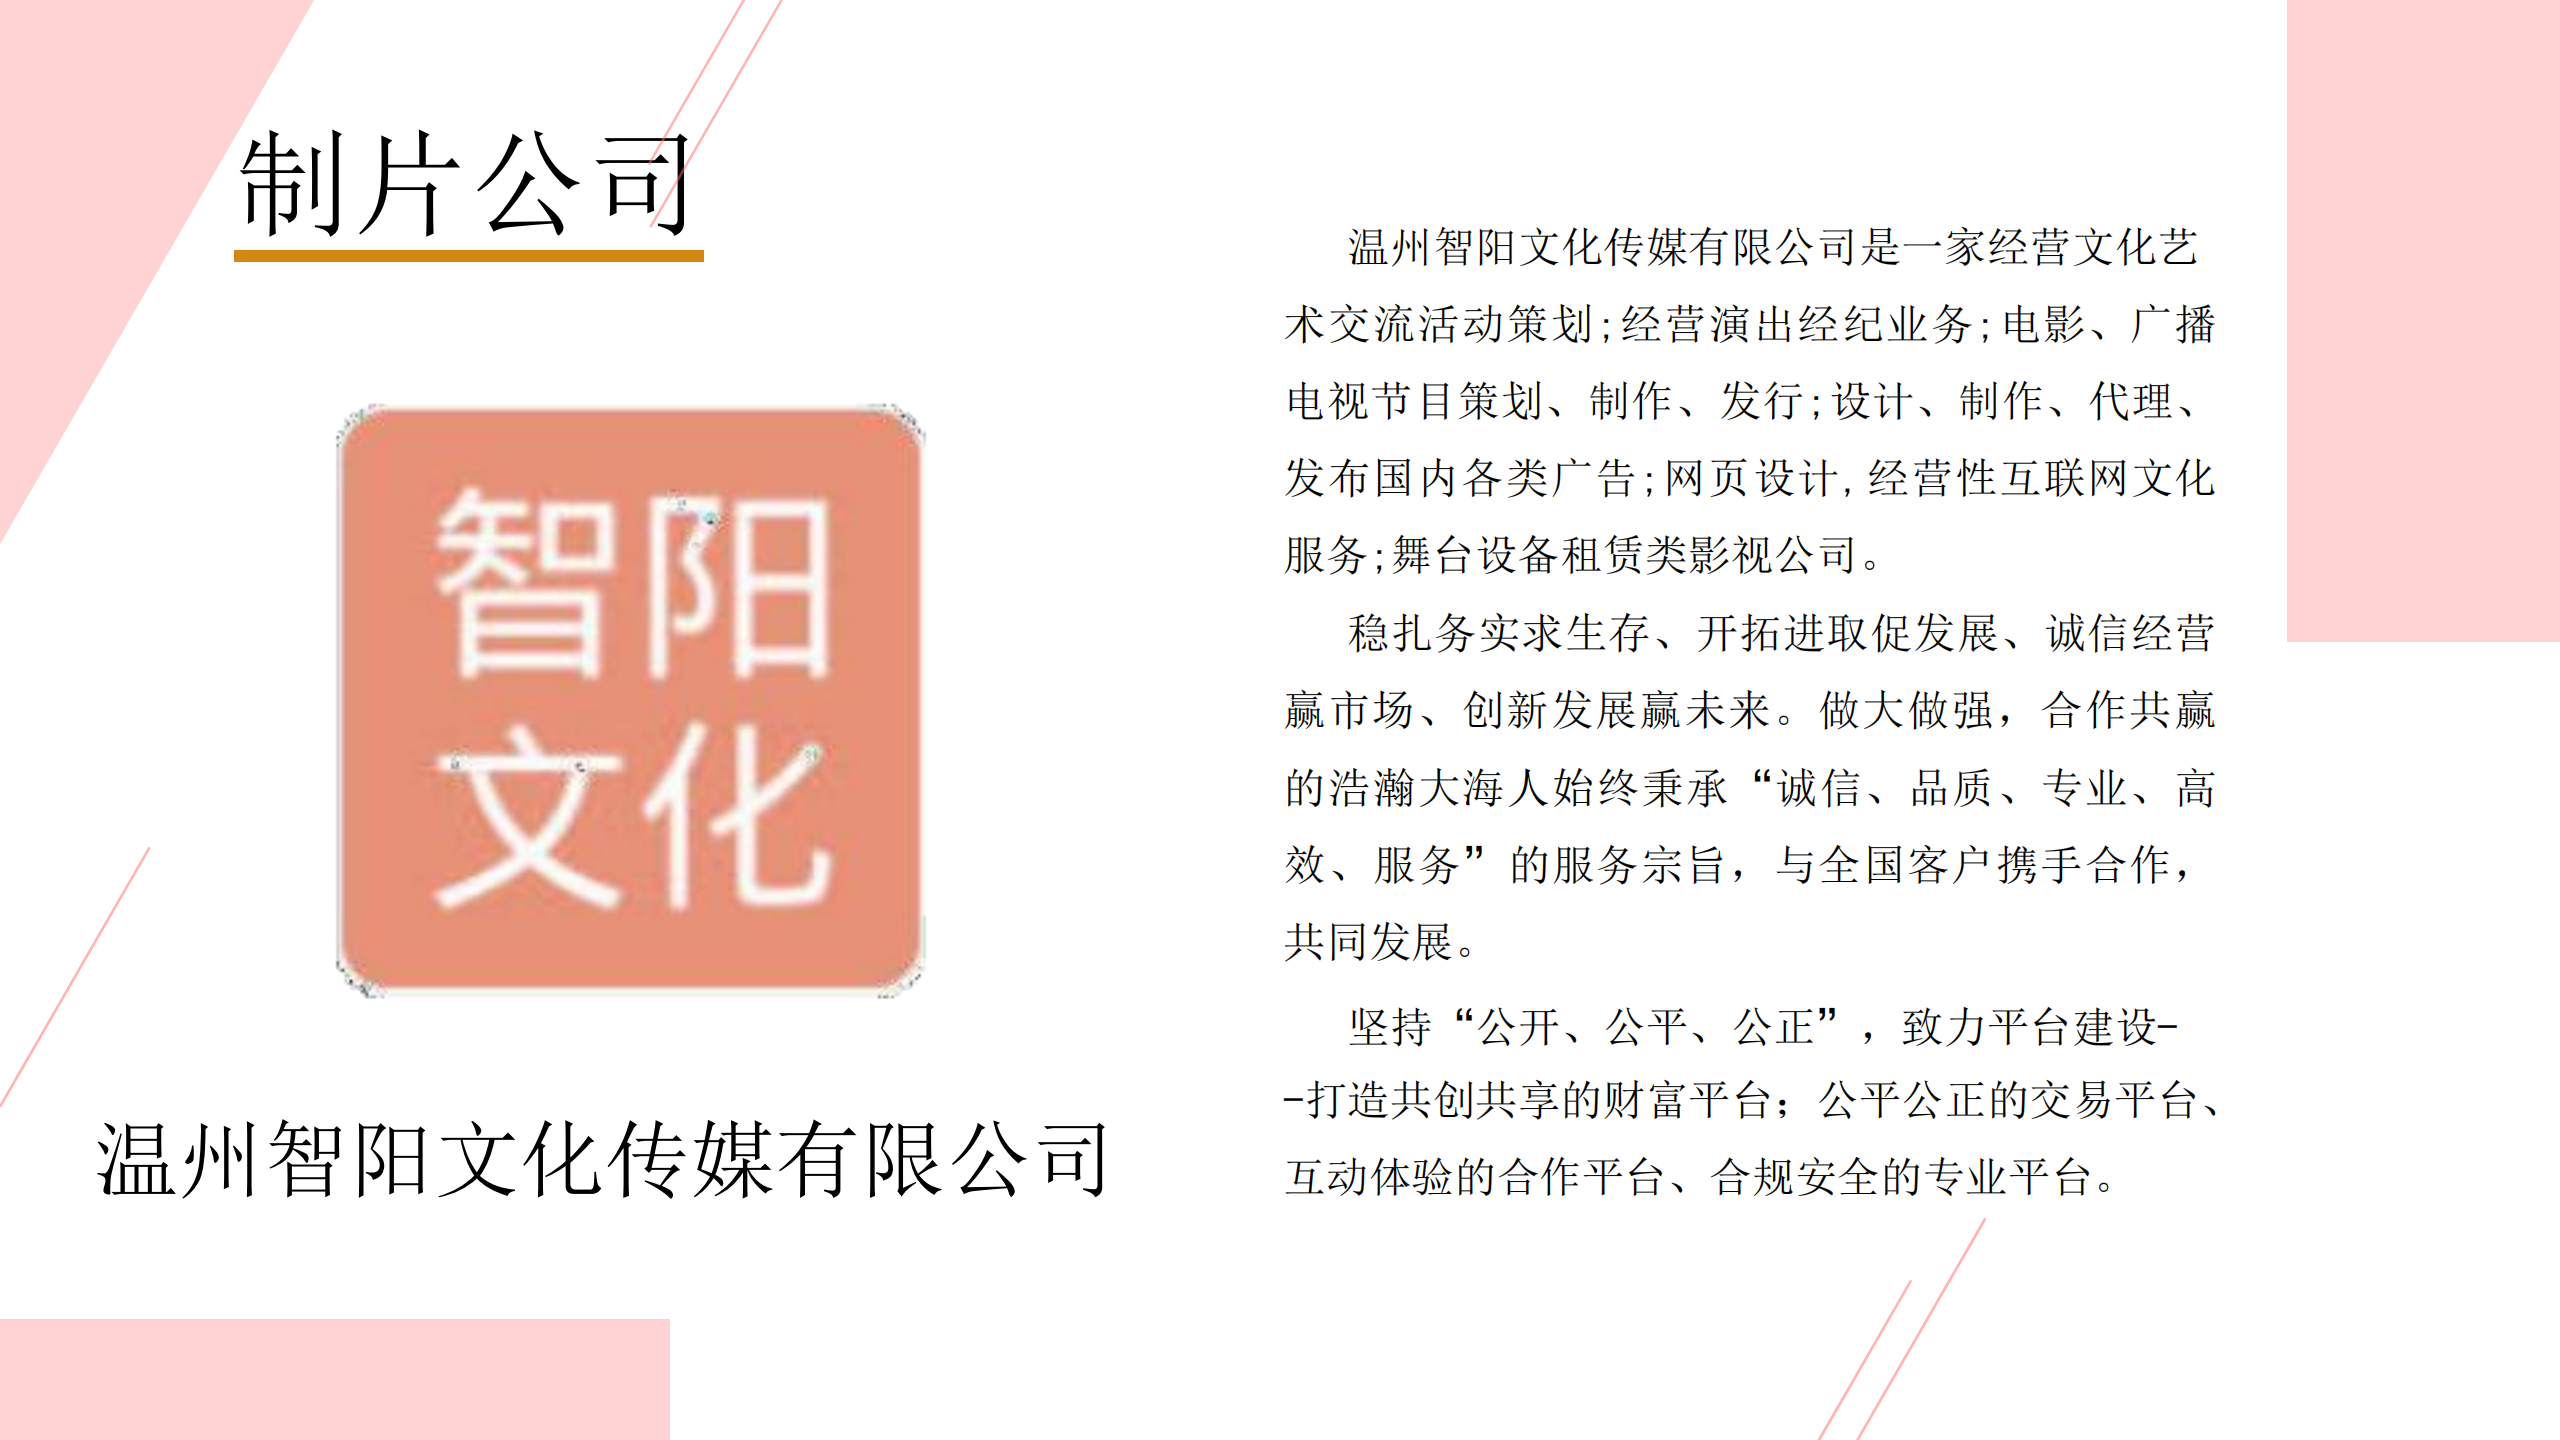 制片公司
智阳
文化
温州智阳文化传媒有限公司
温州智阳文化传媒有限公司是一家经营文化艺
术交流活动策划;经营演出经纪业务;电影、广播
电视节目策划、制作、发行;设计、制作、代理、
发布国内各类广告;网页设计,经营性互联网文化
服务;舞台设备租赁类影视公司。
稳扎务实求生存、开拓进取促发展、诚信经营
赢市场、创新发展赢未来。做大做强，合作共赢
的浩瀚大海人始终秉承“诚信、品质、专业、高
效、服务”的服务宗旨，与全国客户携手合作，
共同发展。
坚持“公开、公平、公正”，致力平台建设-
-打造共创共享的财富平台；公平公正的交易平台、
互动体验的合作平台、合规安全的专业平台。